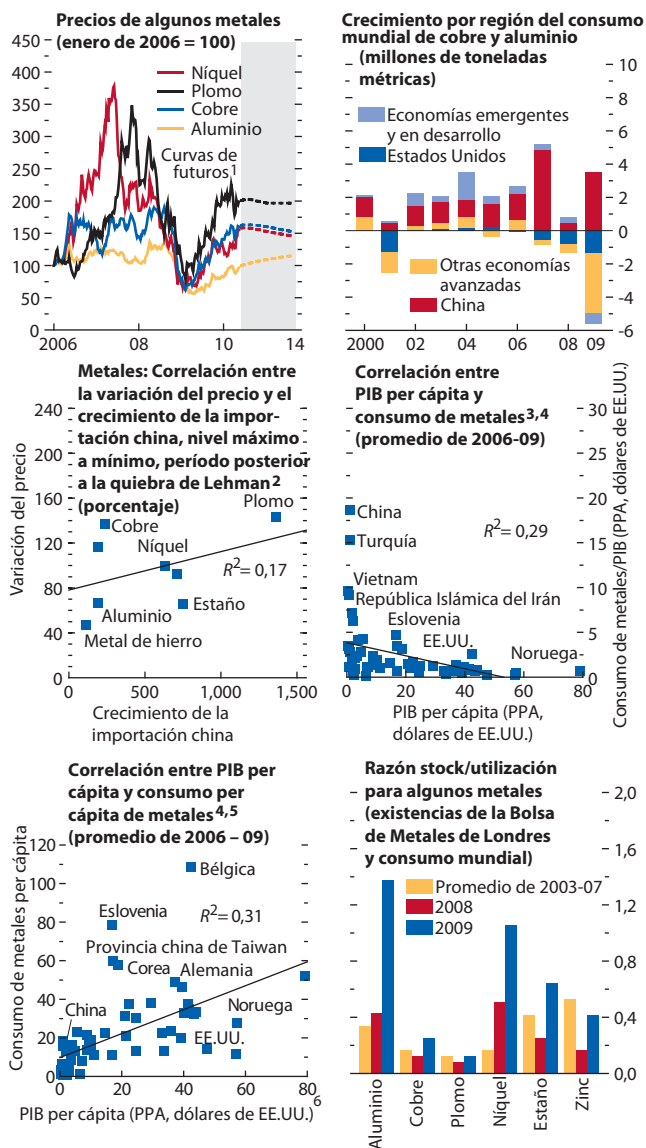 Precios de algunos metales
(enero de 2006 = 100)
450
400
350
300
250
200
150
100
50
0
Níquel
Plomo
Cobre
Aluminio
Curvas de
futuros1
2006
08
10
14
Crecimiento por región del consumo
mundial de cobre y aluminio
(millones de toneladas
métricas)
10
8
6
4
2
0
-2
-4
-6
Economías emergentes
y en desarrollo
Estados Unidos
Otras economías
avanzadas
China
2000
02
04
06
08
09
Metales: Correlación entre
la variación del precio y el
crecimiento de la impor-
tación china, nivel máximo
a mínimo, período posterior
a la quiebra de Lehman2
(porcentaje)
Variación del precio
240
200
160
120
80
40
0
Plomo
Cobre
Níquel
R2= 0,17
Aluminio
Estaño
Metal de hierro
0
500
1,000
1,500
Crecimiento de la
importación china
Correlación entre
PIB per cápita y
consumo de metales3,4
(promedio de 2006-09)
30
25
20
15
10
5
0
Consumo de metales/PIB (PPA, dólares de EE.UU.)
China
R2= 0,29
Turquía
Vietnam
República Islámica del Irán
Eslovenia
EE.UU.
Noruega
0
20
40
60
80
PIB per cápita (PPA,
dólares de EE.UU.)
Correlación entre PIB per
cápita y consumo per
cápita de metales4,5
(promedio de 2006 – 09)
Consumo de metales per cápita
120
100
80
60
40
20
0
Bélgica
Eslovenia
R2= 0,31
Provincia china de Taiwan
Corea
Alemania
China
Noruega
EE.UU.
0
20
40
60
80
PIB per cápita (PPA, dólares de EE.UU.)6
Razón stock/utilización
para algunos metales
(existencias de la Bolsa
de Metales de Londres
y consumo mundial)
2,0
1,6
1,2
0,8
0,4
0,0
Promedio de 2003-07
2008
2009
Aluminio
Cobre
Plomo
Níquel
Estaño
Zinc